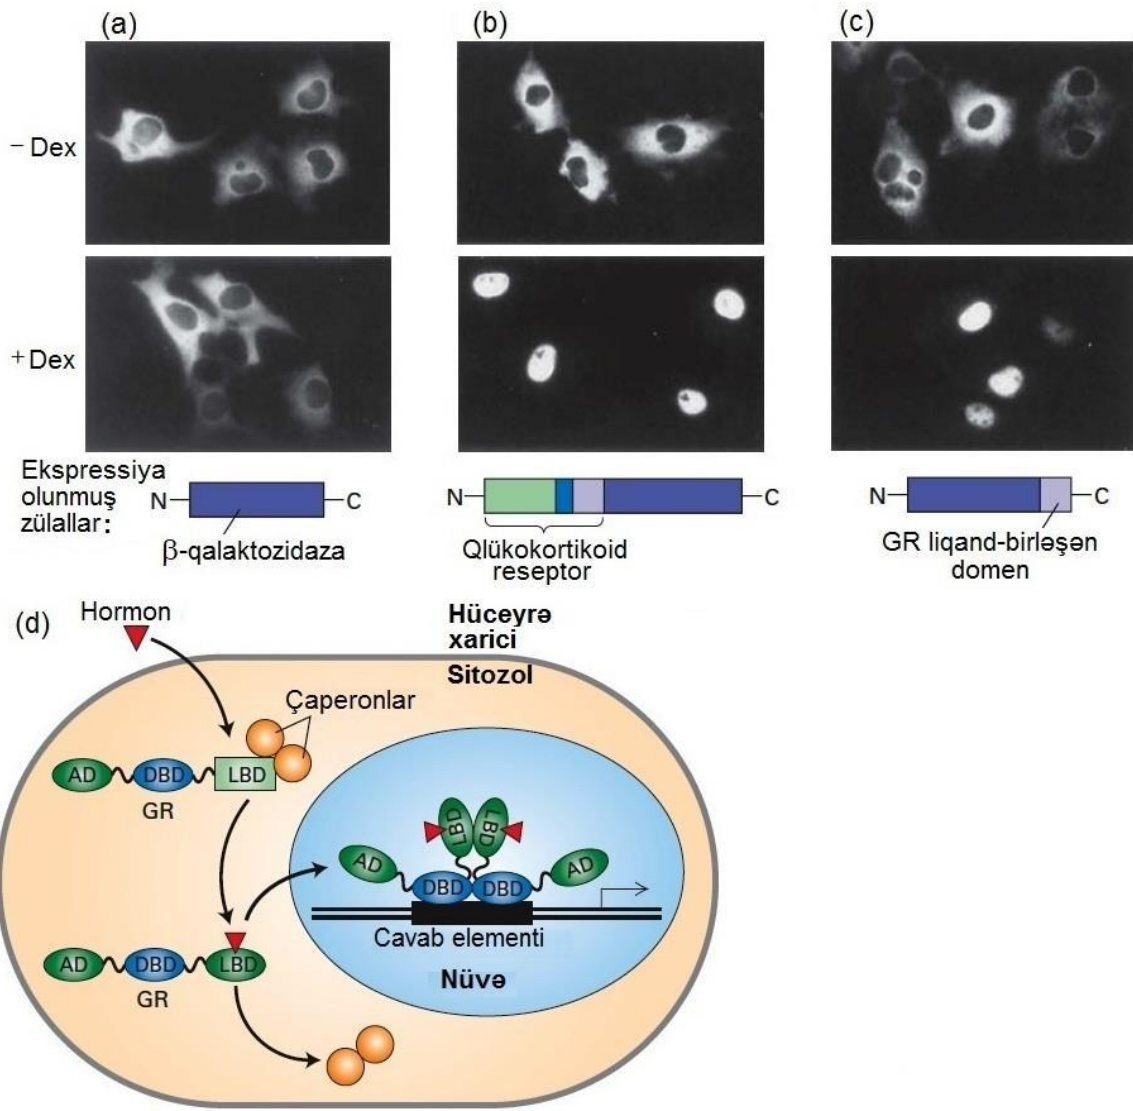 (a)
(b)
(c)
− Dex
+ Dex
Ekspressiya
olunmuş
zülallar:
N
C
β-qalaktozidaza
N
C
Qlükokortikoid
reseptor
N
C
GR liqand-birləşən
domen
(d)
Hormon
Hüceyrə
xarici
Sitozol
Çaperonlar
AD
DBD
LBD
GR
LBD
LBD
AD
DBD
DBD
AD
Cavab elementi
Nüvə
AD
DBD
LBD
GR